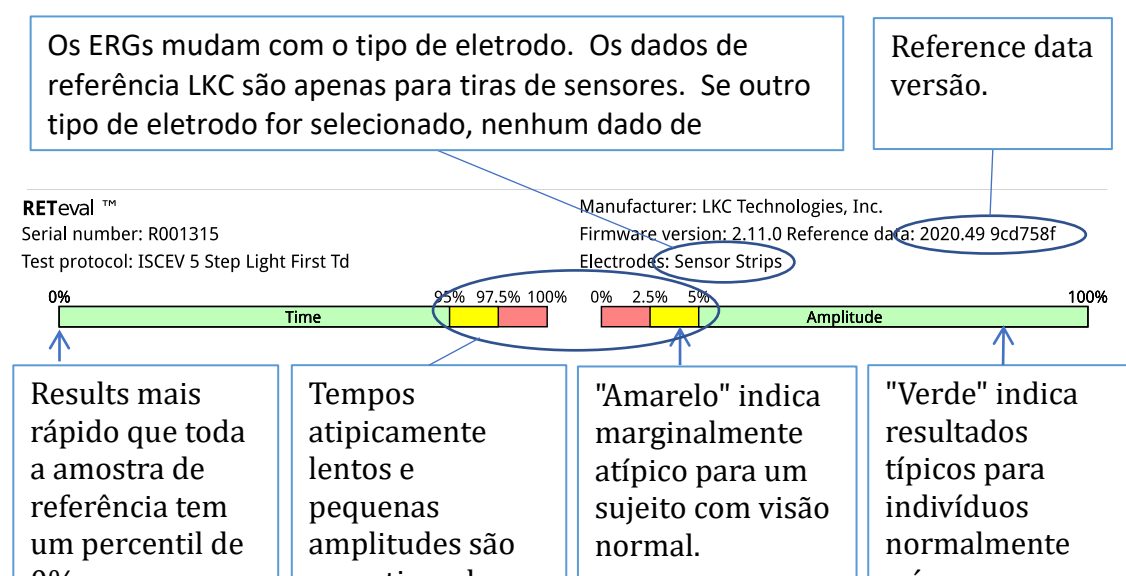 Os ERGs mudam com o tipo de eletrodo.  Os dados de
referência LKC são apenas para tiras de sensores.  Se outro
tipo de eletrodo for selecionado, nenhum dado de
Reference data
versão.
RETeval ™
Serial number: R001315
Test protocol: ISCEV 5 Step Light First Td
Manufacturer: LKC Technologies, Inc.
Firmware version: 2.11.0 Reference data: 2020.49 9cd758f
Electrodes: Sensor Strips
0% 95% 97.5% 100%
Time
0% 2.5% 5% 100%
Amplitude
Results mais
rápido que toda
a amostra de
referência tem
um percentil de
Tempos
atipicamente
lentos e
pequenas
amplitudes são
"Amarelo" indica
marginalmente
atípico para um
sujeito com visão
normal.
"Verde" indica
resultados
típicos para
indivíduos
normalmente